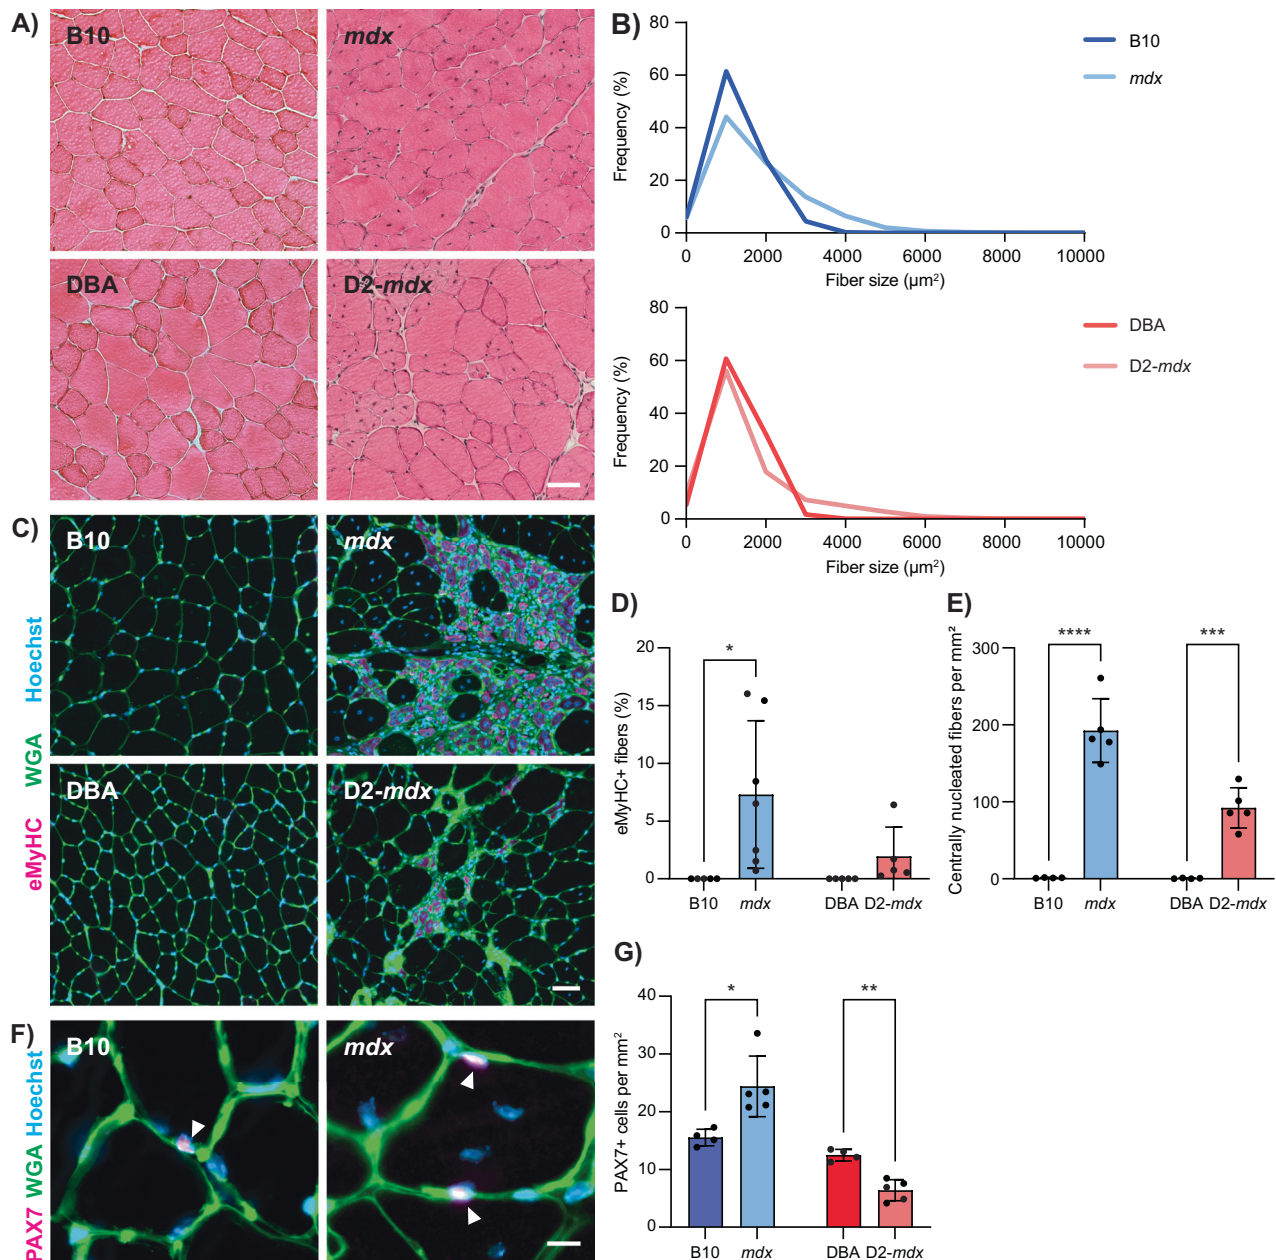 A)
B10
mdx
DBA
D2-mdx
B)
80
60
40
20
0
Frequency (%)
0 2000 4000 6000 8000 10000
Fiber size (µm²)
B10
mdx
80
60
40
20
0
Frequency (%)
0 2000 4000 6000 8000 10000
Fiber size (µm²)
DBA
D2-mdx
C)
eMyHC WGA Hoechst
B10
mdx
DBA
D2-mdx
D)
20
15
10
5
0
eMyHC+ fibers (%)
*
B10 mdx DBA D2-mdx
E)
300
200
100
0
Centrally nucleated fibers per mm²
**** ***
B10 mdx DBA D2-mdx
F)
PAX7 WGA Hoechst
B10
mdx
G)
40
30
20
10
0
PAX7+ cells per mm²
* **
B10 mdx DBA D2-mdx